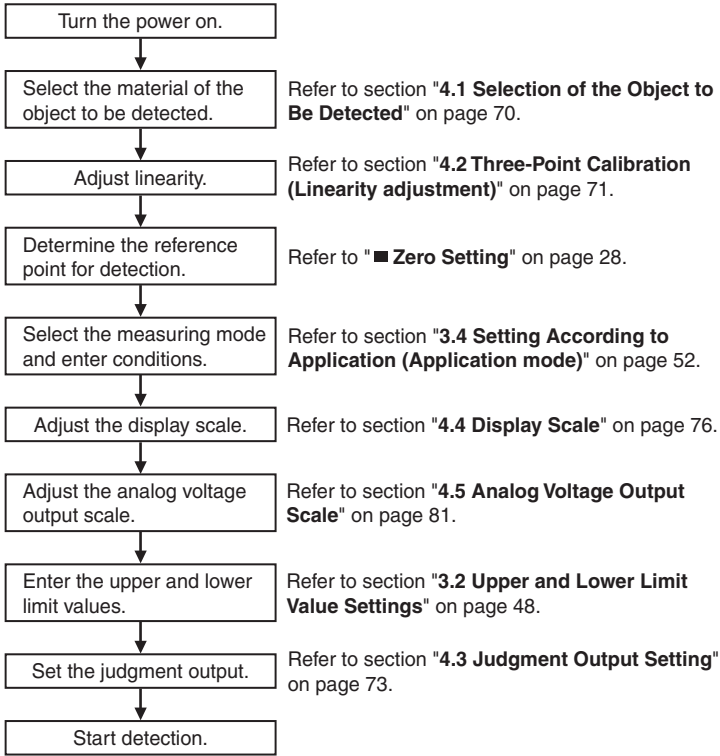 Turn the power on.
Select the material of the
object to be detected.
Refer to section "4.1 Selection of the Object to
Be Detected" on page 70.
Adjust linearity.
Refer to section "4.2 Three-Point Calibration
(Linearity adjustment)" on page 71.
Determine the reference
point for detection.
Refer to "■ Zero Setting" on page 28.
Select the measuring mode
and enter conditions.
Refer to section "3.4 Setting According to
Application (Application mode)" on page 52.
Adjust the display scale.
Refer to section "4.4 Display Scale" on page 76.
Adjust the analog voltage
output scale.
Refer to section "4.5 Analog Voltage Output
Scale" on page 81.
Enter the upper and lower
limit values.
Refer to section "3.2 Upper and Lower Limit
Value Settings" on page 48.
Set the judgment output.
Refer to section "4.3 Judgment Output Setting"
on page 73.
Start detection.